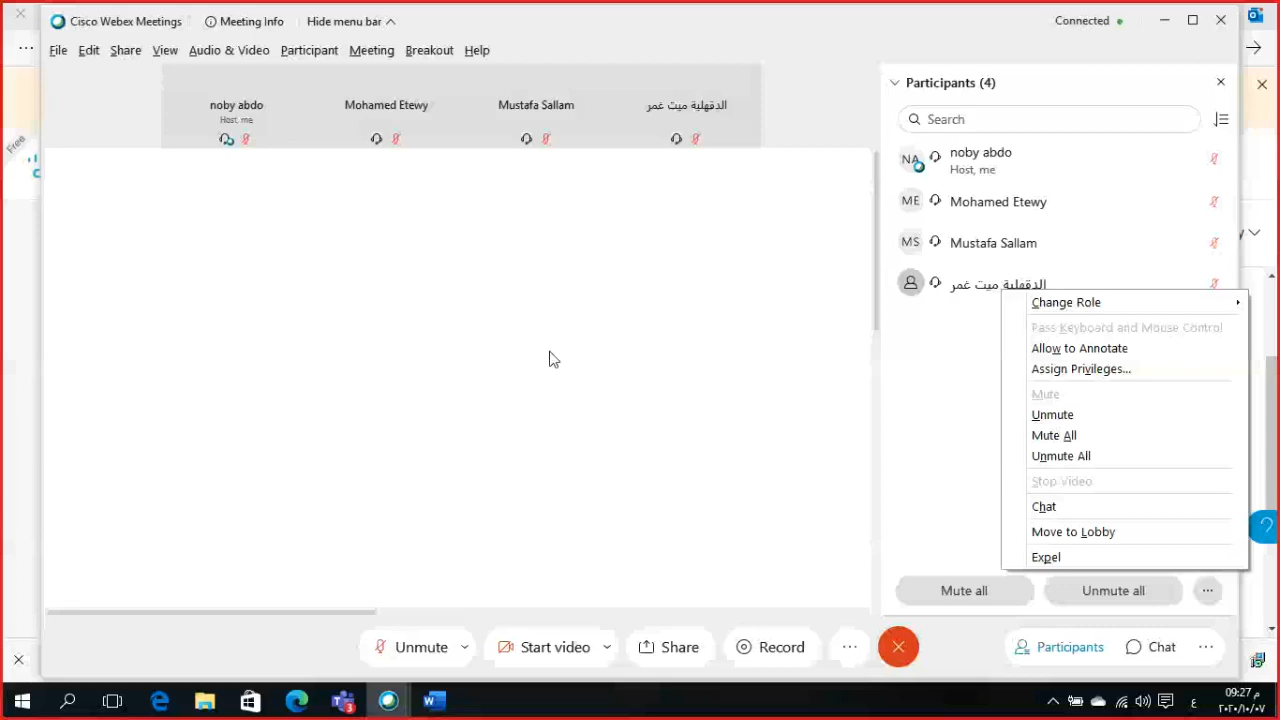 Cisco Webex Meetings
Meeting Info
Hide menu bar
Connected
File Edit Share View Audio & Video Participant Meeting Breakout Help
noby abdo
Host, me
Mohamed Etewy
Mustafa Sallam
الدقهلية ميت غمر
Participants (4)
Search
NA
noby abdo
Host, me
ME
Mohamed Etewy
MS
Mustafa Sallam
الدقهلية ميت غمر
Change Role
Pass Keyboard and Mouse Control
Allow to Annotate
Assign Privileges...
Mute
Unmute
Mute All
Unmute All
Stop Video
Chat
Move to Lobby
Expel
Mute all
Unmute all
Unmute
Start video
Share
Record
Participants
Chat
Free
ع
09:27 م
٢٠٢٠/١٠/٠٧